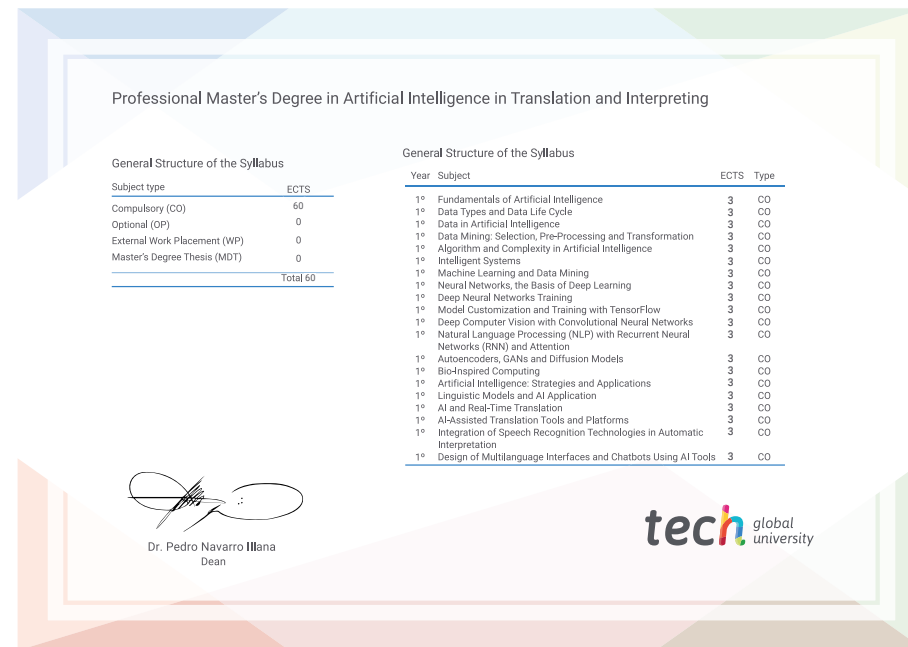 Professional Master's Degree in Artificial Intelligence in Translation and Interpreting
General Structure of the Syllabus
Subject type ECTS
Compulsory (CO) 60
Optional (OP) 0
External Work Placement (WP) 0
Master's Degree Thesis (MDT) 0
Total 60
General Structure of the Syllabus
Year Subject ECTS Type
1º Fundamentals of Artificial Intelligence 3 CO
1º Data Types and Data Life Cycle 3 CO
1º Data in Artificial Intelligence 3 CO
1º Data Mining: Selection, Pre-Processing and Transformation 3 CO
1º Algorithm and Complexity in Artificial Intelligence 3 CO
1º Intelligent Systems 3 CO
1º Machine Learning and Data Mining 3 CO
1º Neural Networks, the Basis of Deep Learning 3 CO
1º Deep Neural Networks Training 3 CO
1º Model Customization and Training with TensorFlow 3 CO
1º Deep Computer Vision with Convolutional Neural Networks 3 CO
1º Natural Language Processing (NLP) with Recurrent Neural 3 CO
Networks (RNN) and Attention
1º Autoencoders, GANs and Diffusion Models 3 CO
1º Bio-Inspired Computing 3 CO
1º Artificial Intelligence: Strategies and Applications 3 CO
1º Linguistic Models and AI Application 3 CO
1º AI and Real-Time Translation 3 CO
1º AI-Assisted Translation Tools and Platforms 3 CO
1º Integration of Speech Recognition Technologies in Automatic 3 CO
Interpretation
1º Design of Multilanguage Interfaces and Chatbots Using AI Tools 3 CO
Dr. Pedro Navarro Illana
Dean
tech global
university